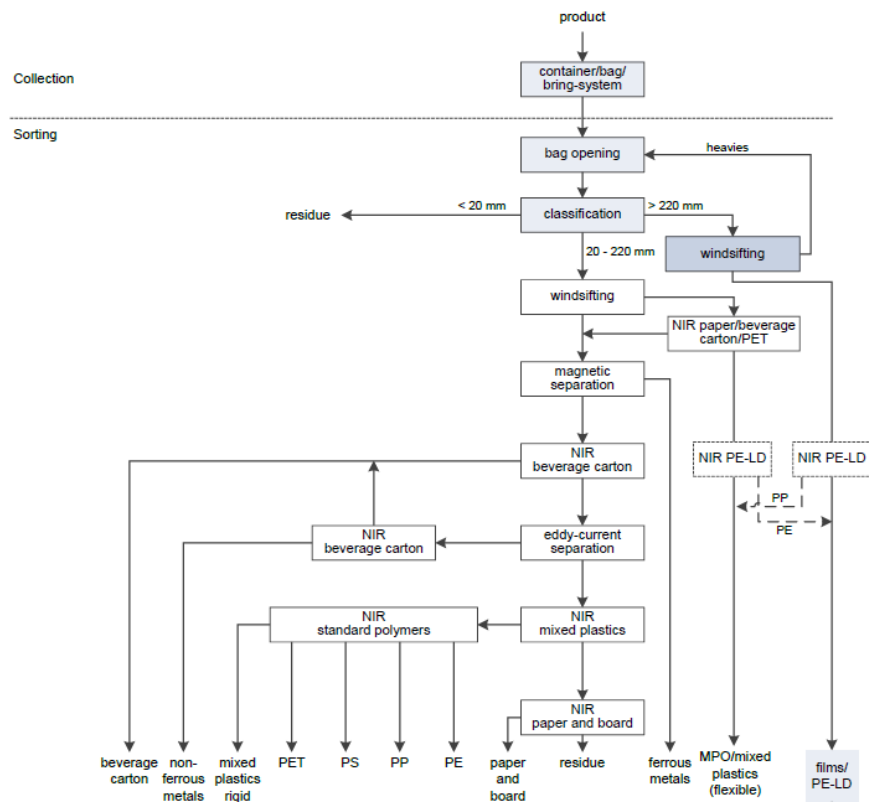 product
Collection
container/bag/
bring-system
Sorting
bag opening
heavies
residue
< 20 mm
classification
> 220 mm
20 - 220 mm
windsifting
windsifting
NIR paper/beverage
carton/PET
magnetic
separation
NIR
beverage carton
NIR PE-LD
NIR PE-LD
PP
PE
NIR
beverage carton
eddy-current
separation
NIR
standard polymers
NIR
mixed plastics
NIR
paper and board
beverage
carton
non-
ferrous
metals
mixed
plastics
rigid
PET
PS
PP
PE
paper
and
board
residue
ferrous
metals
MPO/mixed
plastics
(flexible)
films/
PE-LD